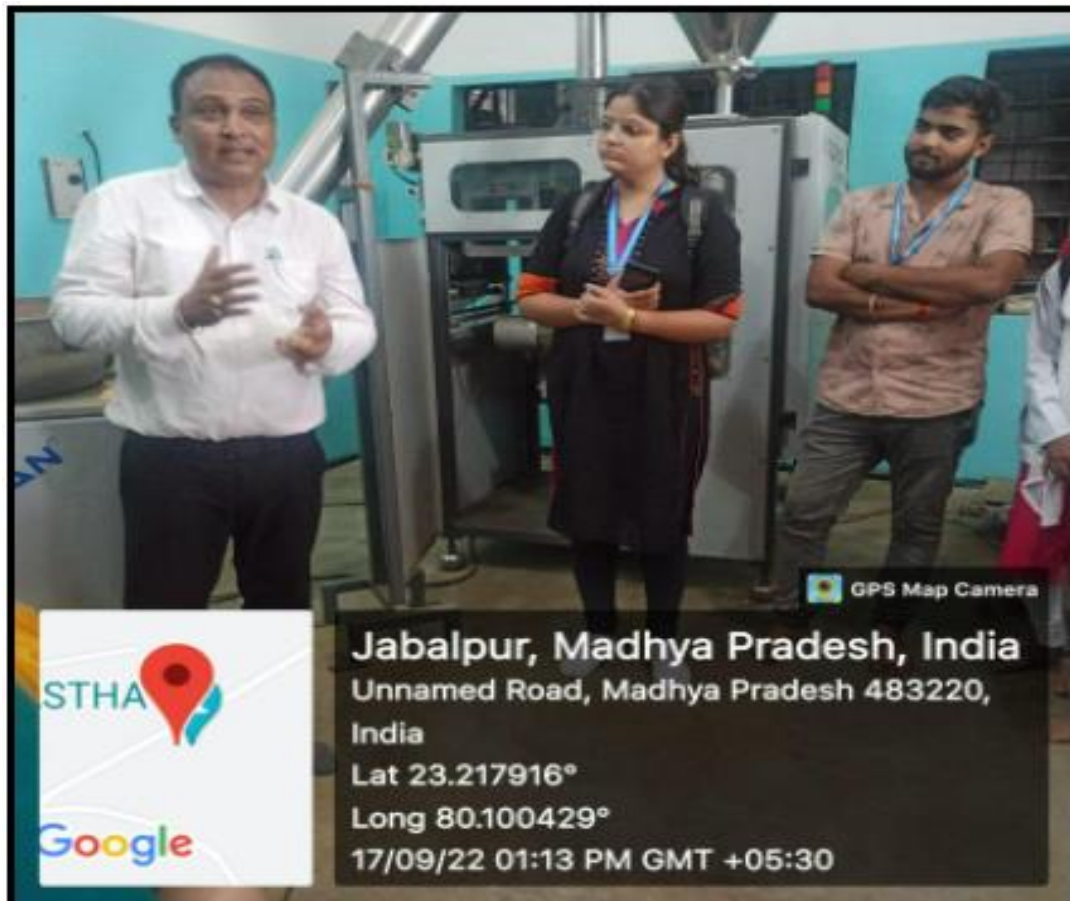 AN
GPS Map Camera
Jabalpur, Madhya Pradesh, India
Unnamed Road, Madhya Pradesh 483220,
India
Lat 23.217916°
Long 80.100429°
17/09/22 01:13 PM GMT +05:30
STHA
Google